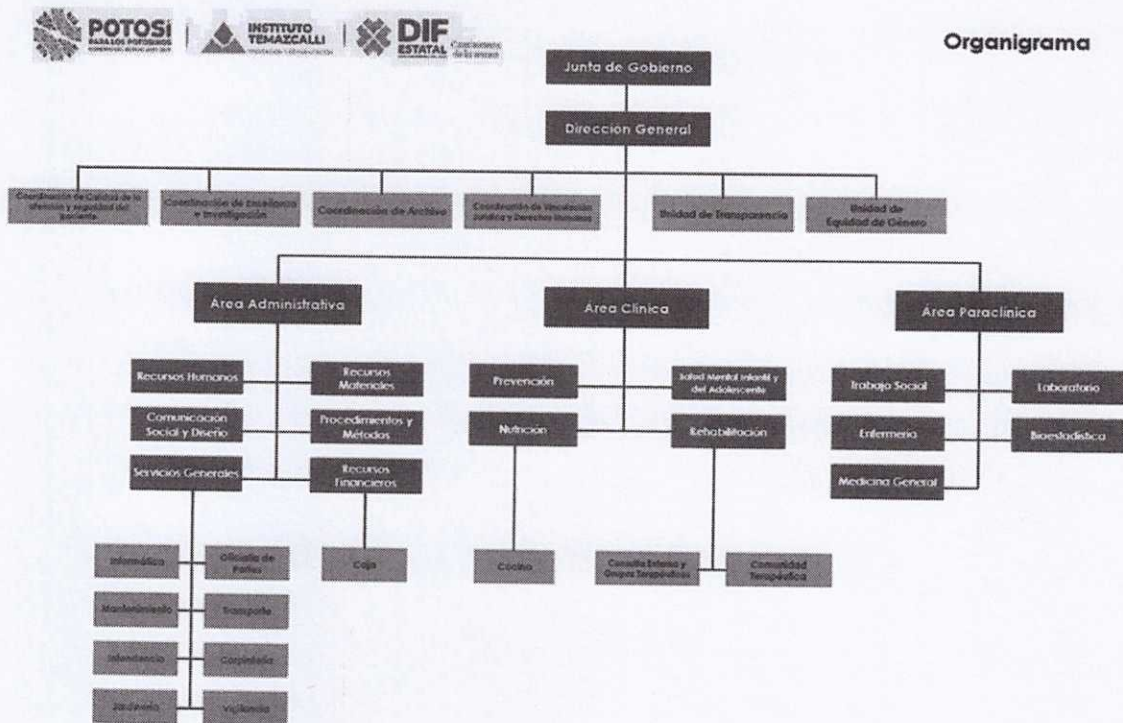 POTOSÍ
PARA LOS POTOSINOS
INSTITUTO
TEMAZCALLI
DIF
ESTATAL
Organigrama
Junta de Gobierno
Dirección General
Coordinación de Calidad de la
atención y seguridad del
paciente
Coordinación de Enseñanza
e Investigación
Coordinación de Archivo
Coordinación de Vinculación
Jurídica y Derechos Humanos
Unidad de Transparencia
Unidad de
Equidad de Género
Área Administrativa
Área Clínica
Área Paraclínica
Recursos Humanos
Recursos
Materiales
Comunicación
Social y Diseño
Procedimientos y
Métodos
Servicios Generales
Recursos
Financieros
Prevención
Salud Mental Infantil y
del Adolescente
Nutrición
Rehabilitación
Trabajo Social
Laboratorio
Enfermería
Bioestadística
Medicina General
Informática
Oficialía de
Partes
Mantenimiento
Transporte
Intendencia
Carpintería
Jardinería
Vigilancia
Caja
Cocina
Consulta Externa y
Grupos Terapéuticos
Comunidad
Terapéutica